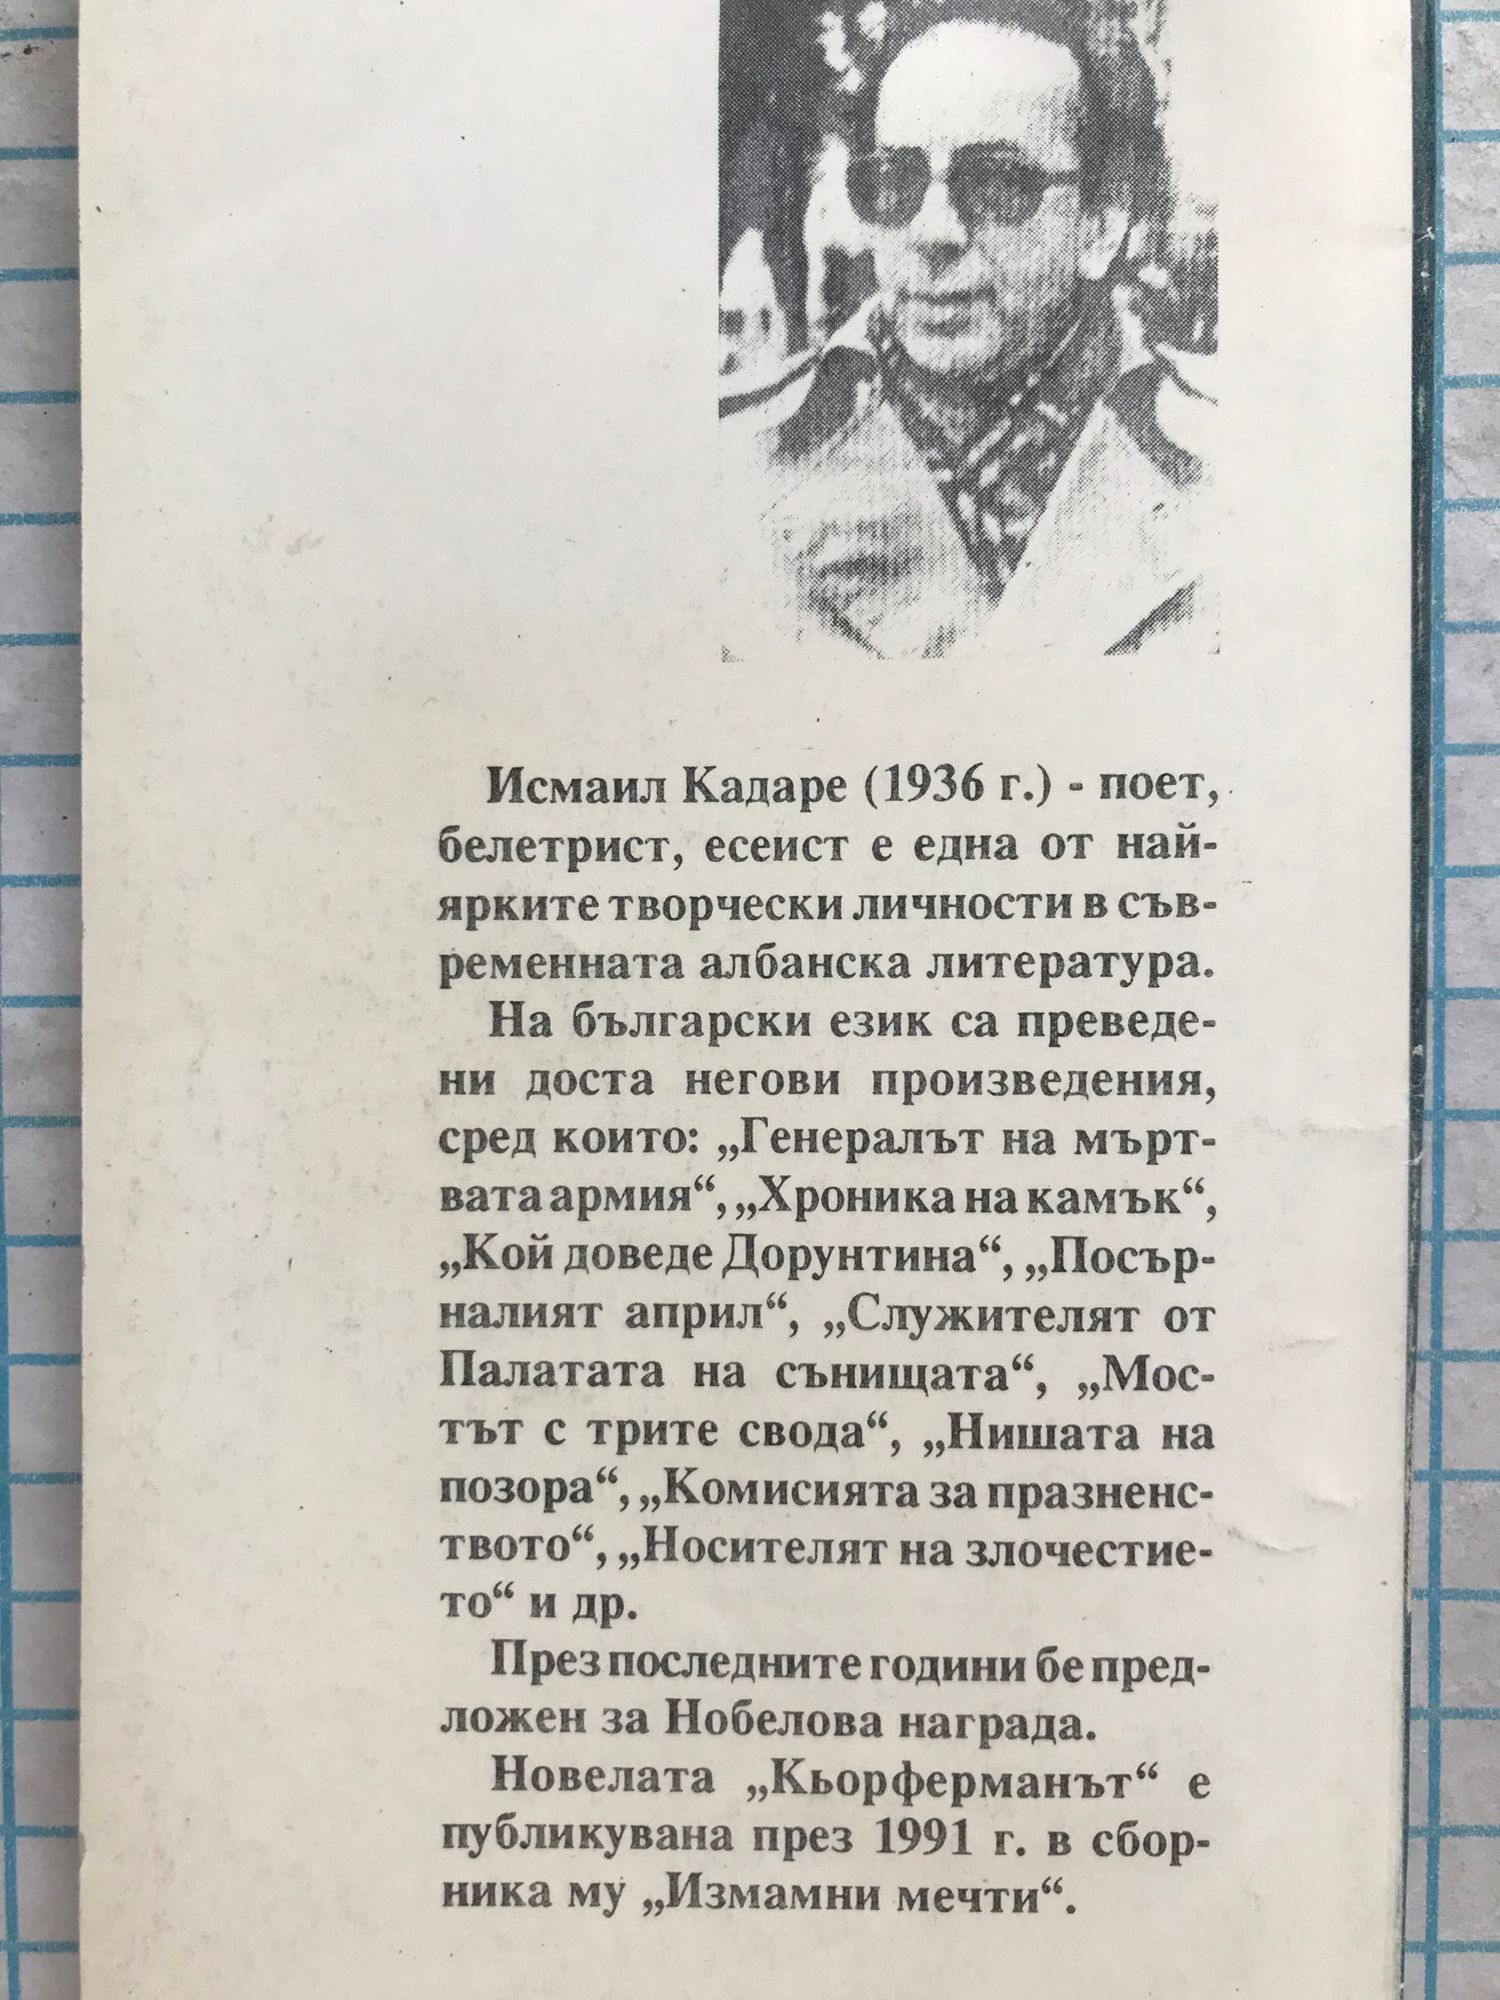 Исмаил Кадаре (1936 г.) - поет,
белетрист, есеист е една от най-
ярките творчески личности в съв-
ременната албанска литература.
На български език са преведе-
ни доста негови произведения,
сред които: „Генералът на мърт-
вата армия“, „Хроника на камък“,
„Кой доведе Дорунтина“, „Посър-
налият април“, „Служителят от
Палатата на сънищата“, „Мос-
тът с трите свода“, „Нишата на
позора“, „Комисията за празненс-
твото“, „Носителят на злочестие-
то“ и др.
През последните години бе пред-
ложен за Нобелова награда.
Новелата „Кьорферманът“ е
публикувана през 1991 г. в сбор-
ника му „Измамни мечти“.